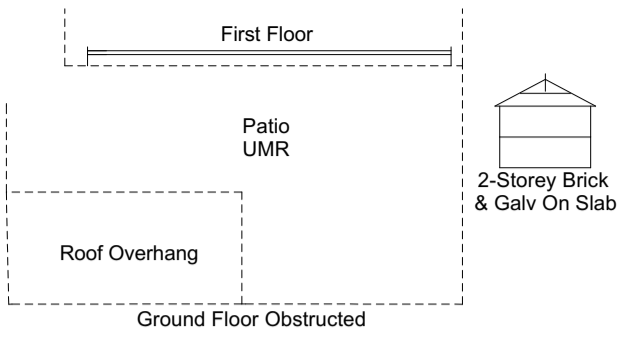 First Floor
Patio
UMR
2-Storey Brick
& Galv On Slab
Roof Overhang
Ground Floor Obstructed